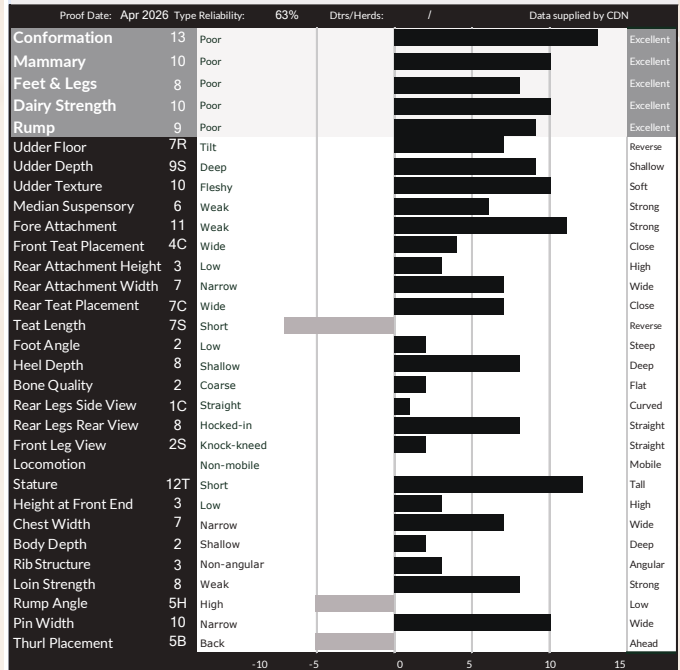 Proof Date: Apr 2026 Type Reliability: 63% Dtrs/Herds: / Data supplied by CDN
Conformation 13 Poor Excellent
Mammary 10 Poor Excellent
Feet & Legs 8 Poor Excellent
Dairy Strength 10 Poor Excellent
Rump 9 Poor Excellent
Udder Floor 7R Tilt Reverse
Udder Depth 9S Deep Shallow
Udder Texture 10 Fleshy Soft
Median Suspensory 6 Weak Strong
Fore Attachment 11 Weak Strong
Front Teat Placement 4C Wide Close
Rear Attachment Height 3 Low High
Rear Attachment Width 7 Narrow Wide
Rear Teat Placement 7C Wide Close
Teat Length 7S Short Reverse
Foot Angle 2 Low Steep
Heel Depth 8 Shallow Deep
Bone Quality 2 Coarse Flat
Rear Legs Side View 1C Straight Curved
Rear Legs Rear View 8 Hocked-in Straight
Front Leg View 2S Knock-kneed Straight
Locomotion Non-mobile Mobile
Stature 12T Short Tall
Height at Front End 3 Low High
Chest Width 7 Narrow Wide
Body Depth 2 Shallow Deep
Rib Structure 3 Non-angular Angular
Loin Strength 8 Weak Strong
Rump Angle 5H High Low
Pin Width 10 Narrow Wide
Thurl Placement 5B Back Ahead
-10 -5 0 5 10 15